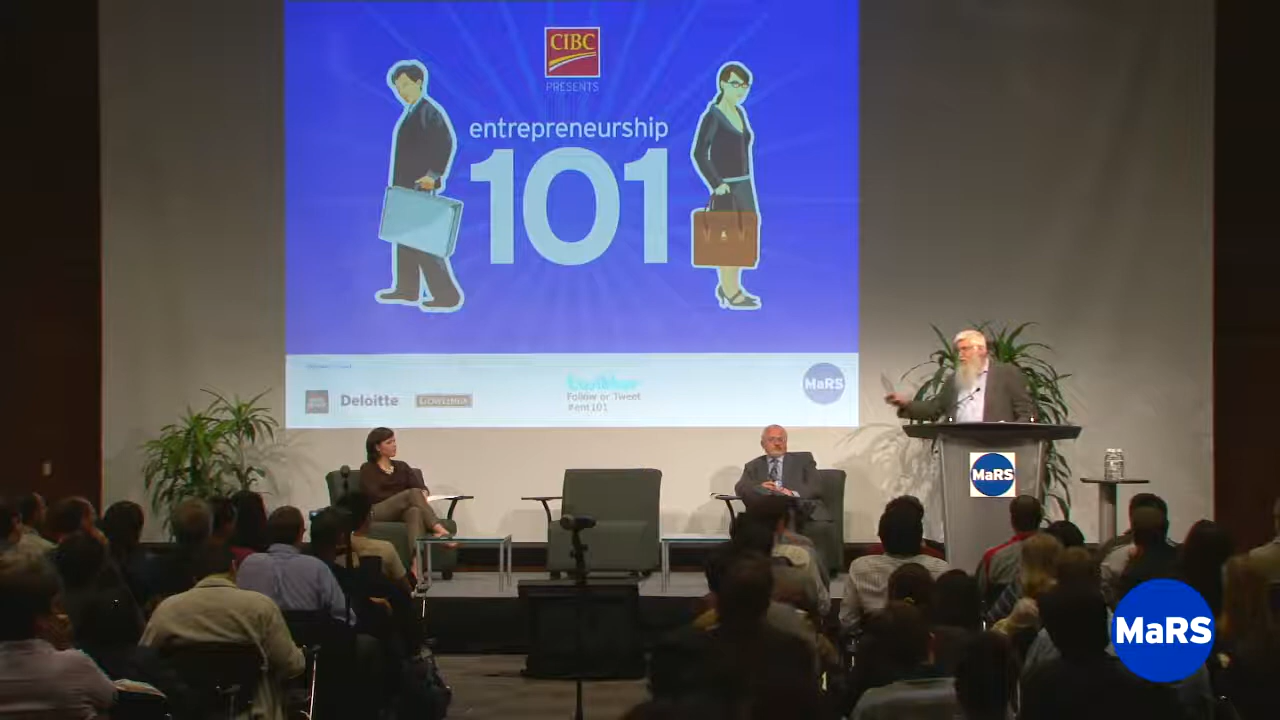 CIBC
PRESENTS
entrepreneurship
101
Deloitte
twitter
Follow or Tweet
#ent101
MaRS
MaRS
MaRS